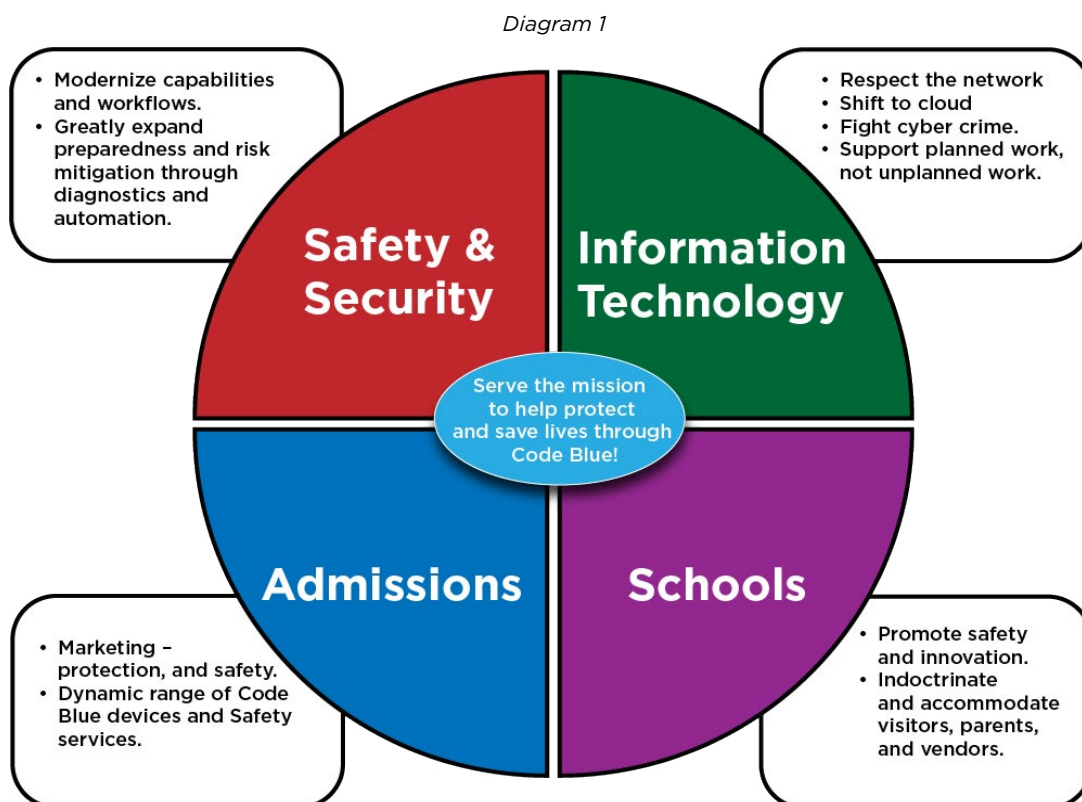 Diagram 1
• Modernize capabilities
and workflows.
• Greatly expand
preparedness and risk
mitigation through
diagnostics and
automation.
• Respect the network
• Shift to cloud
• Fight cyber crime.
• Support planned work,
not unplanned work.
Safety &
Security
Information
Technology
Serve the mission
to help protect
and save lives through
Code Blue!
Admissions
Schools
• Marketing –
protection, and safety.
• Dynamic range of Code
Blue devices and Safety
services.
• Promote safety
and innovation.
• Indoctrinate
and accommodate
visitors, parents,
and vendors.